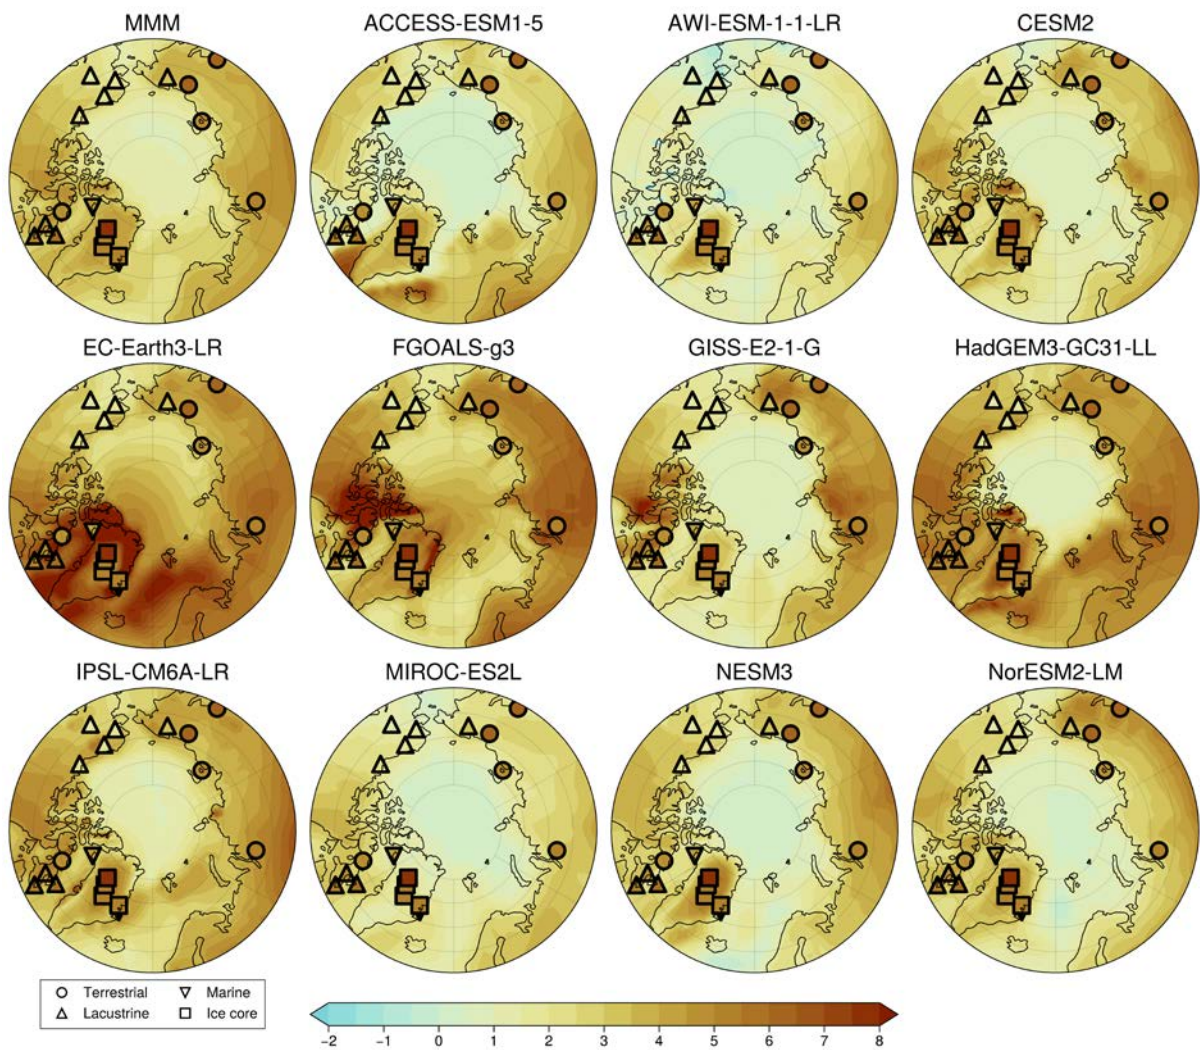 MMM ACCESS-ESM1-5 AWI-ESM-1-1-LR CESM2
EC-Earth3-LR FGOALS-g3 GISS-E2-1-G HadGEM3-GC31-LL
IPSL-CM6A-LR MIROC-ES2L NESM3 NorESM2-LM
Terrestrial Marine
Lacustrine Ice core
−2 −1 0 1 2 3 4 5 6 7 8